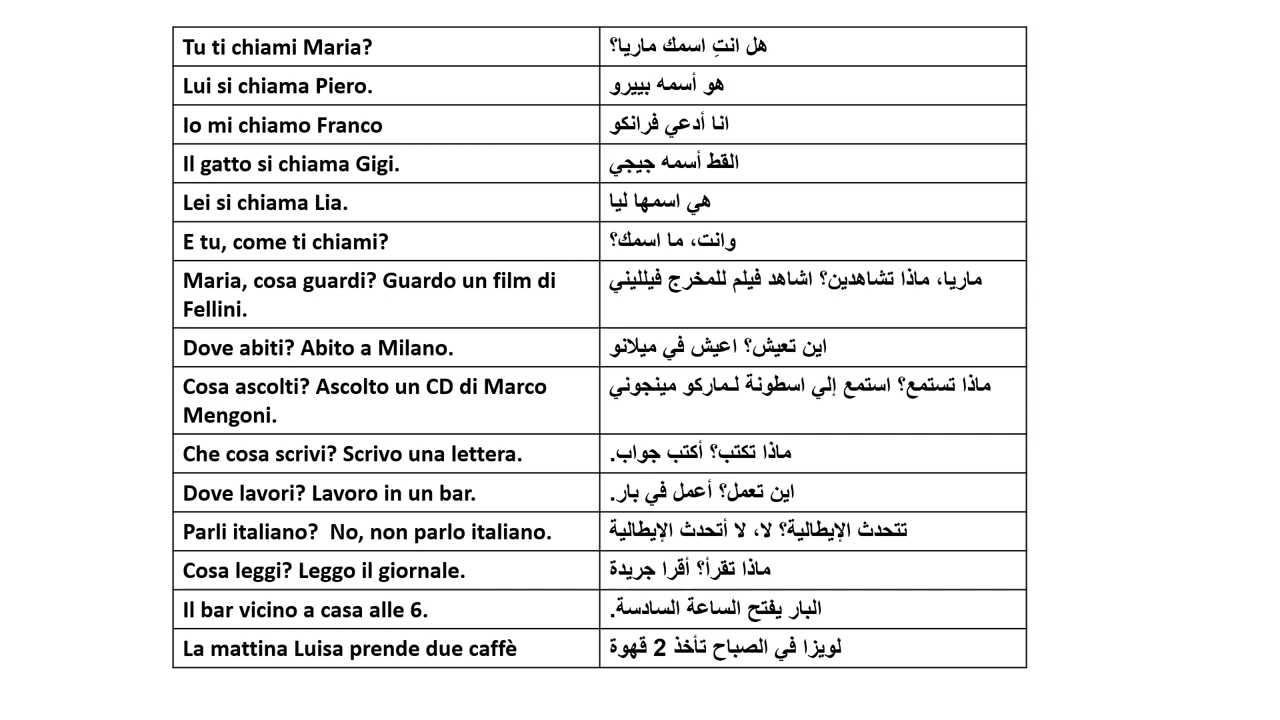 Tu ti chiami Maria?
هل انتِ اسمك ماريا؟
Lui si chiama Piero.
هو أسمه بييرو
Io mi chiamo Franco
انا أدعي فرانكو
Il gatto si chiama Gigi.
القط أسمه جيجي
Lei si chiama Lia.
هي اسمها ليا
E tu, come ti chiami?
وانت، ما اسمك؟
Maria, cosa guardi? Guardo un film di
Fellini.
ماريا، ماذا تشاهدين؟ اشاهد فيلم للمخرج فيلليني
Dove abiti? Abito a Milano.
اين تعيش؟ اعيش في ميلانو
Cosa ascolti? Ascolto un CD di Marco
Mengoni.
ماذا تستمع؟ استمع إلي اسطونة لـماركو مينجوني
Che cosa scrivi? Scrivo una lettera.
ماذا تكتب؟ أكتب جواب.
Dove lavori? Lavoro in un bar.
اين تعمل؟ أعمل في بار.
Parli italiano?  No, non parlo italiano.
تتحدث الإيطالية؟ لا، لا أتحدث الإيطالية
Cosa leggi? Leggo il giornale.
ماذا تقرأ؟ أقرا جريدة
Il bar vicino a casa alle 6.
البار يفتح الساعة السادسة.
La mattina Luisa prende due caffè
لويزا في الصباح تأخذ 2 قهوة